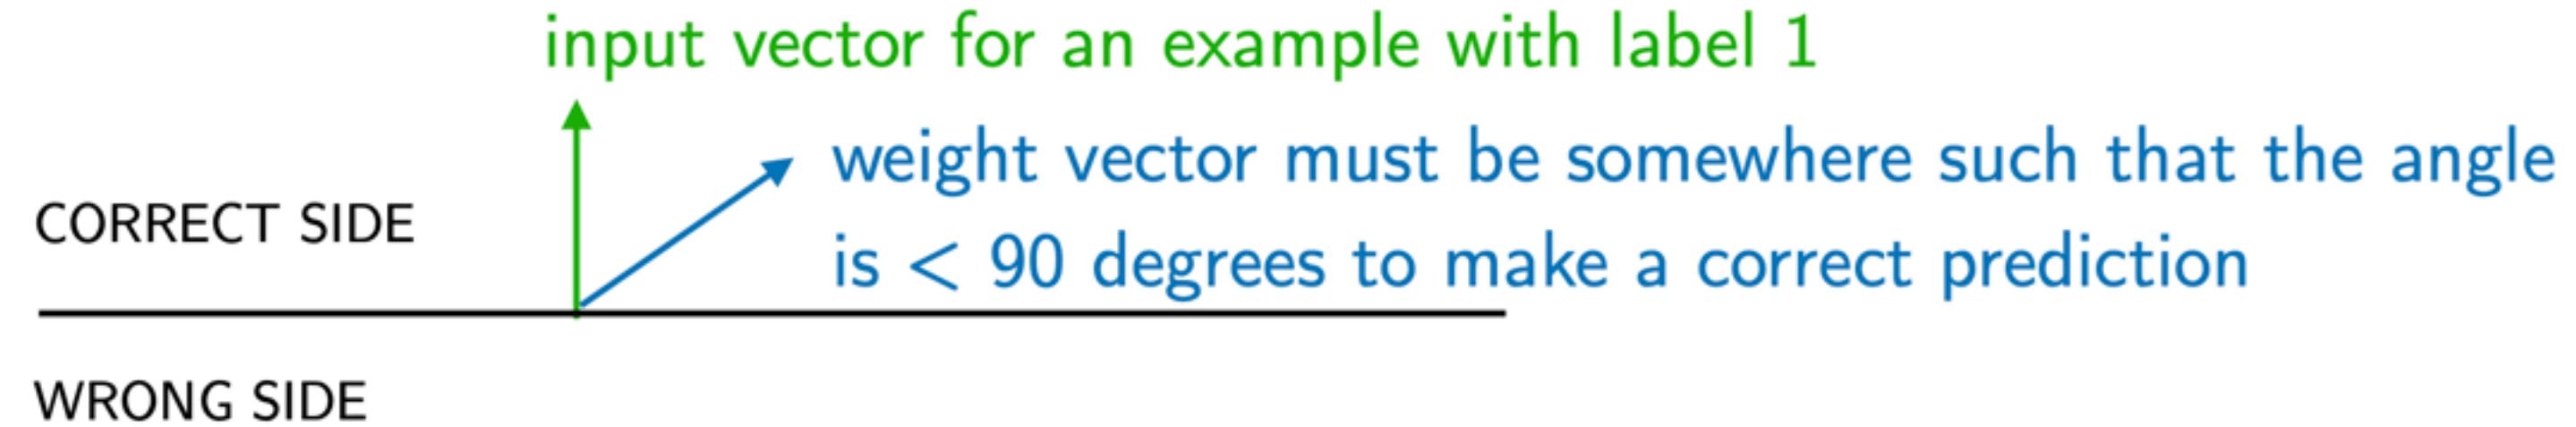 input vector for an example with label 1
weight vector must be somewhere such that the angle
is < 90 degrees to make a correct prediction
CORRECT SIDE
WRONG SIDE